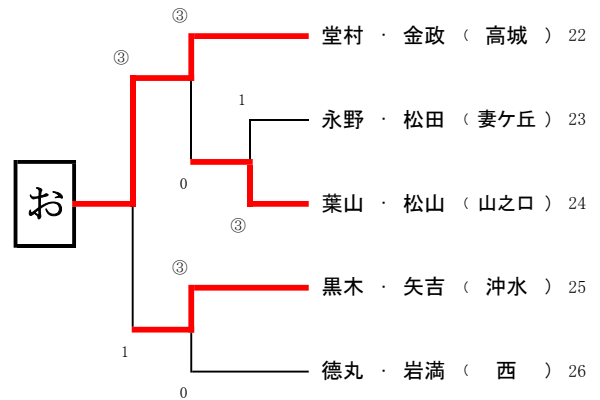 ③
堂村 ・ 金政 （ 高城 ） 22
③
1
永野 ・ 松田 （ 妻ケ丘 ） 23
0
お
葉山 ・ 松山 （ 山之口 ） 24
③
③
黒木 ・ 矢吉 （ 沖水 ） 25
1
徳丸 ・ 岩満 （ 西 ） 26
0